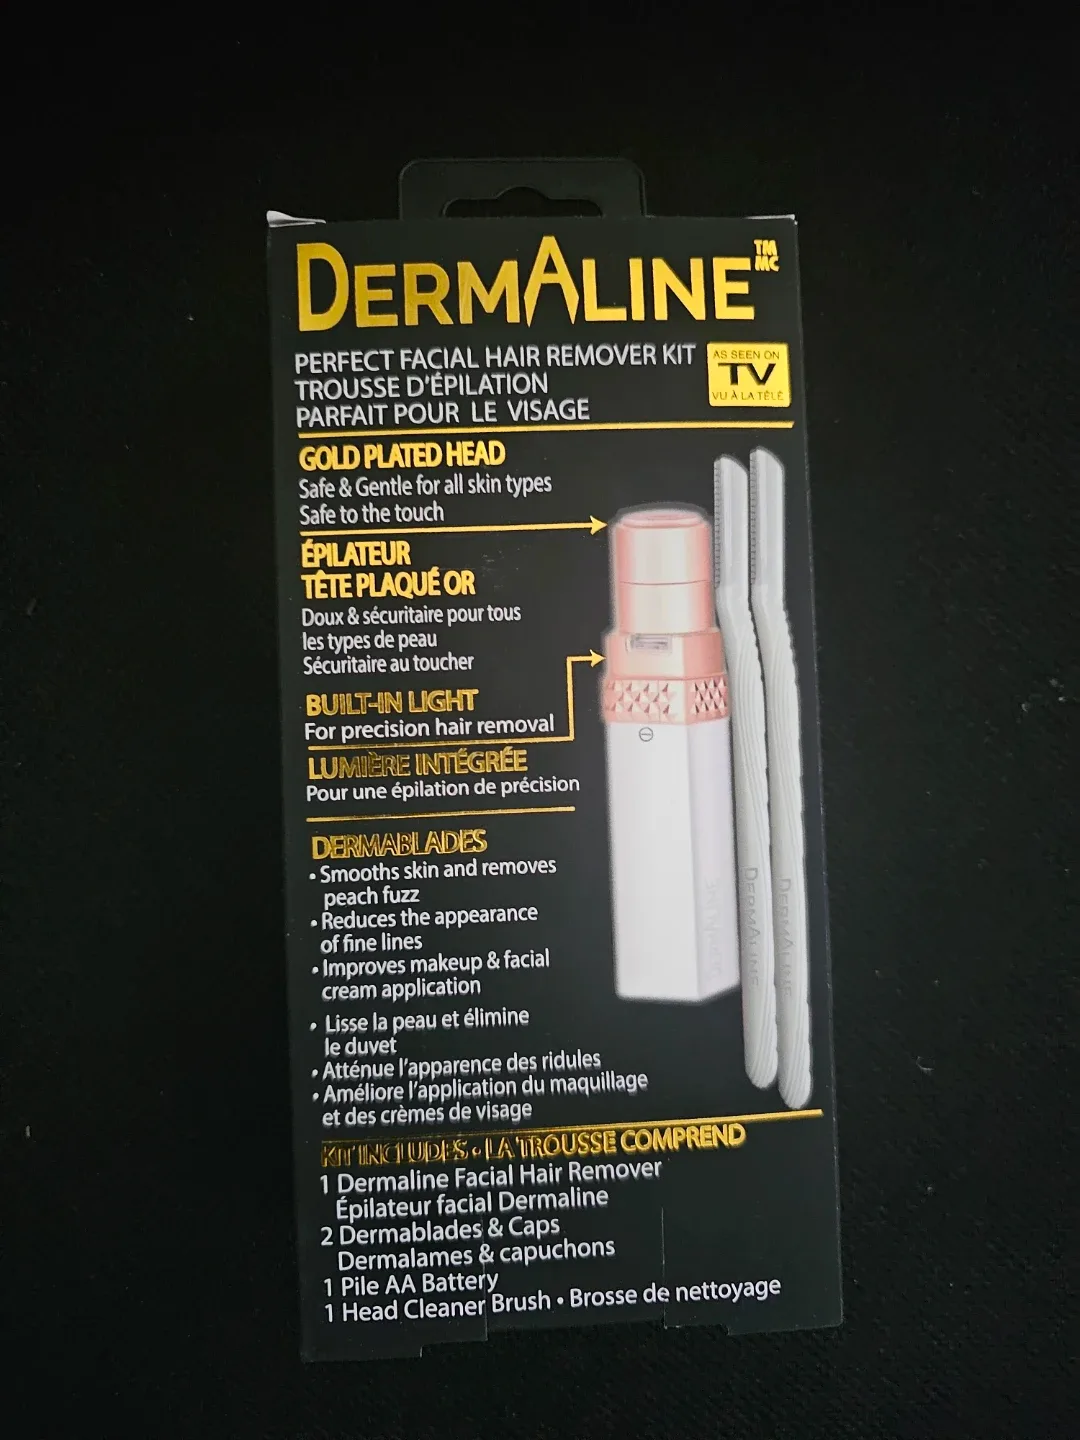 DERMALINE™ MC
PERFECT FACIAL HAIR REMOVER KIT
TROUSSE D'ÉPILATION
PARFAIT POUR LE VISAGE
AS SEEN ON
TV
VU À LA TÉLÉ
GOLD PLATED HEAD
Safe & Gentle for all skin types
Safe to the touch
ÉPILATEUR
TÊTE PLAQUÉ OR
Doux & sécuritaire pour tous
les types de peau
Sécuritaire au toucher
BUILT-IN LIGHT
For precision hair removal
LUMIÈRE INTÉGRÉE
Pour une épilation de précision
DERMABLADES
• Smooths skin and removes
peach fuzz
• Reduces the appearance
of fine lines
• Improves makeup & facial
cream application
• Lisse la peau et élimine
le duvet
• Atténue l'apparence des ridules
• Améliore l'application du maquillage
et des crèmes de visage
KIT INCLUDES • LA TROUSSE COMPREND
1 Dermaline Facial Hair Remover
Épilateur facial Dermaline
2 Dermablades & Caps
Dermalames & capuchons
1 Pile AA Battery
1 Head Cleaner Brush • Brosse de nettoyage
DERMALINE
DERMALINE
DERMALINE